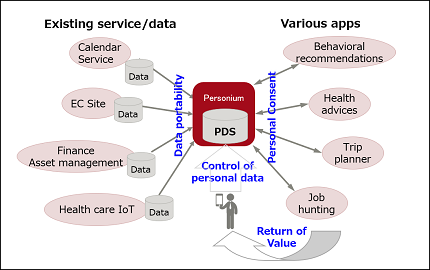 Existing service/data
Various apps
Calendar
Service
Data
EC Site
Data
Finance
Asset management
Data
Health care IoT
Data
Data portability
Personium
PDS
Personal Consent
Control of
personal data
Behavioral
recommendations
Health
advices
Trip
planner
Job
hunting
Return of
Value